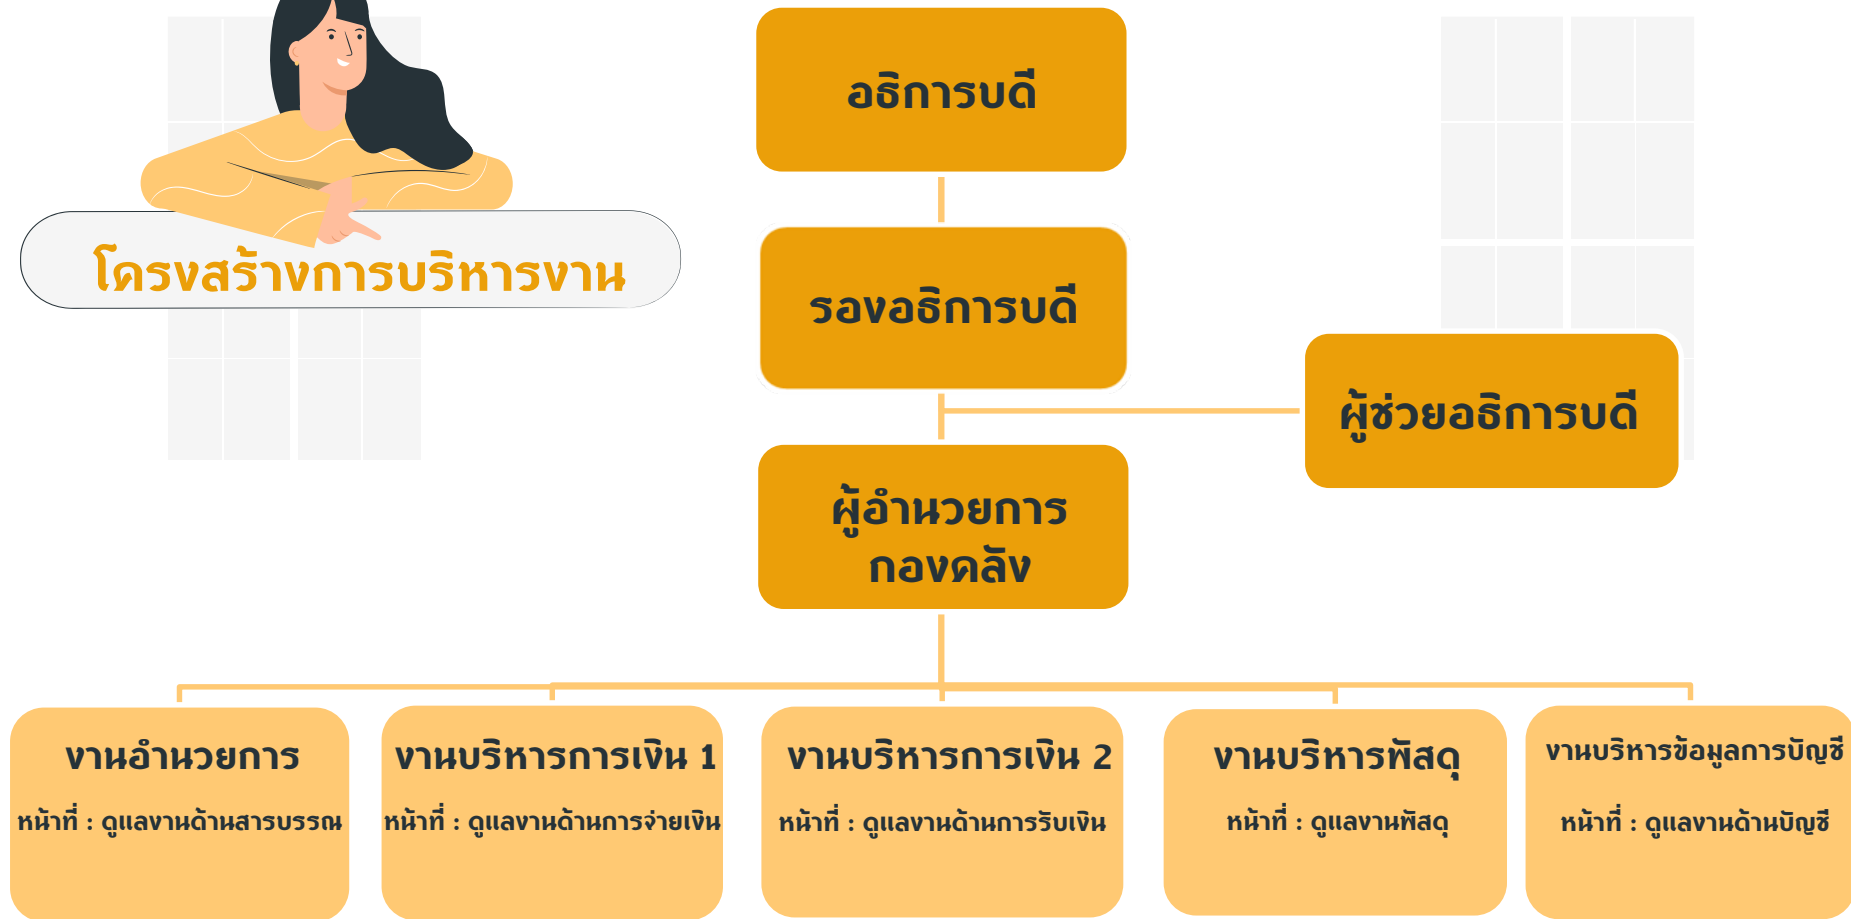 โครงสร้างการบริหารงาน
อธิการบดี
รองอธิการบดี
ผู้ช่วยอธิการบดี
ผู้อำนวยการ
กองคลัง
งานอำนวยการ
หน้าที่ : ดูแลงานด้านสารบรรณ
งานบริหารการเงิน 1
หน้าที่ : ดูแลงานด้านการจ่ายเงิน
งานบริหารการเงิน 2
หน้าที่ : ดูแลงานด้านการรับเงิน
งานบริหารพัสดุ
หน้าที่ : ดูแลงานพัสดุ
งานบริหารข้อมูลการบัญชี
หน้าที่ : ดูแลงานด้านบัญชี